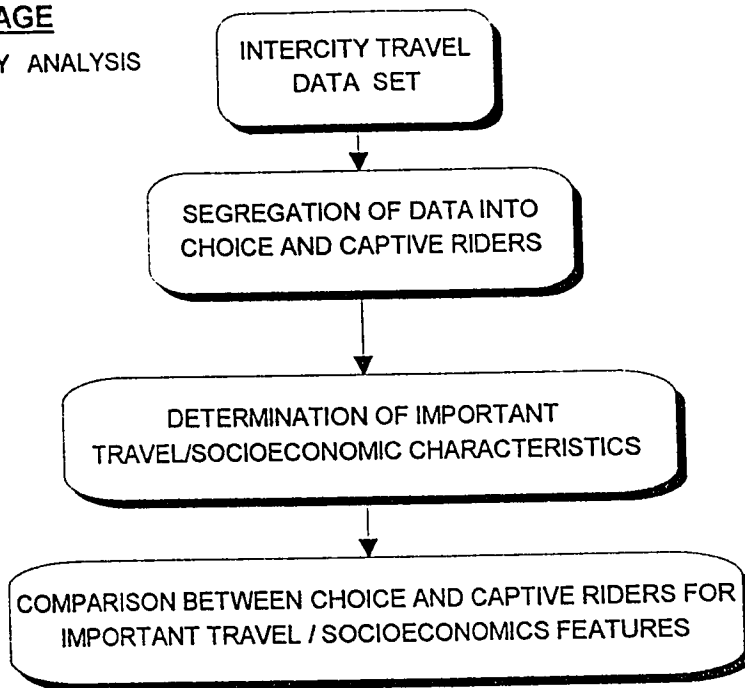 AGE
Y ANALYSIS
INTERCITY TRAVEL
DATA SET
SEGREGATION OF DATA INTO
CHOICE AND CAPTIVE RIDERS
DETERMINATION OF IMPORTANT
TRAVEL/SOCIOECONOMIC CHARACTERISTICS
COMPARISON BETWEEN CHOICE AND CAPTIVE RIDERS FOR
IMPORTANT TRAVEL / SOCIOECONOMICS FEATURES